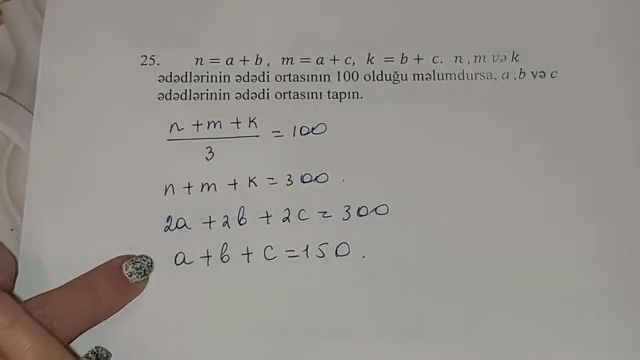 25. n = a + b , m = a + c, k = b + c. n , m və k
ədədlərinin ədədi ortasının 100 olduğu məlumdursa, a ,b və c
ədədlərinin ədədi ortasını tapın.
n + m + k
3
= 100
n + m + k = 300 .
2a + 2b + 2c = 300
a + b + c = 150 .